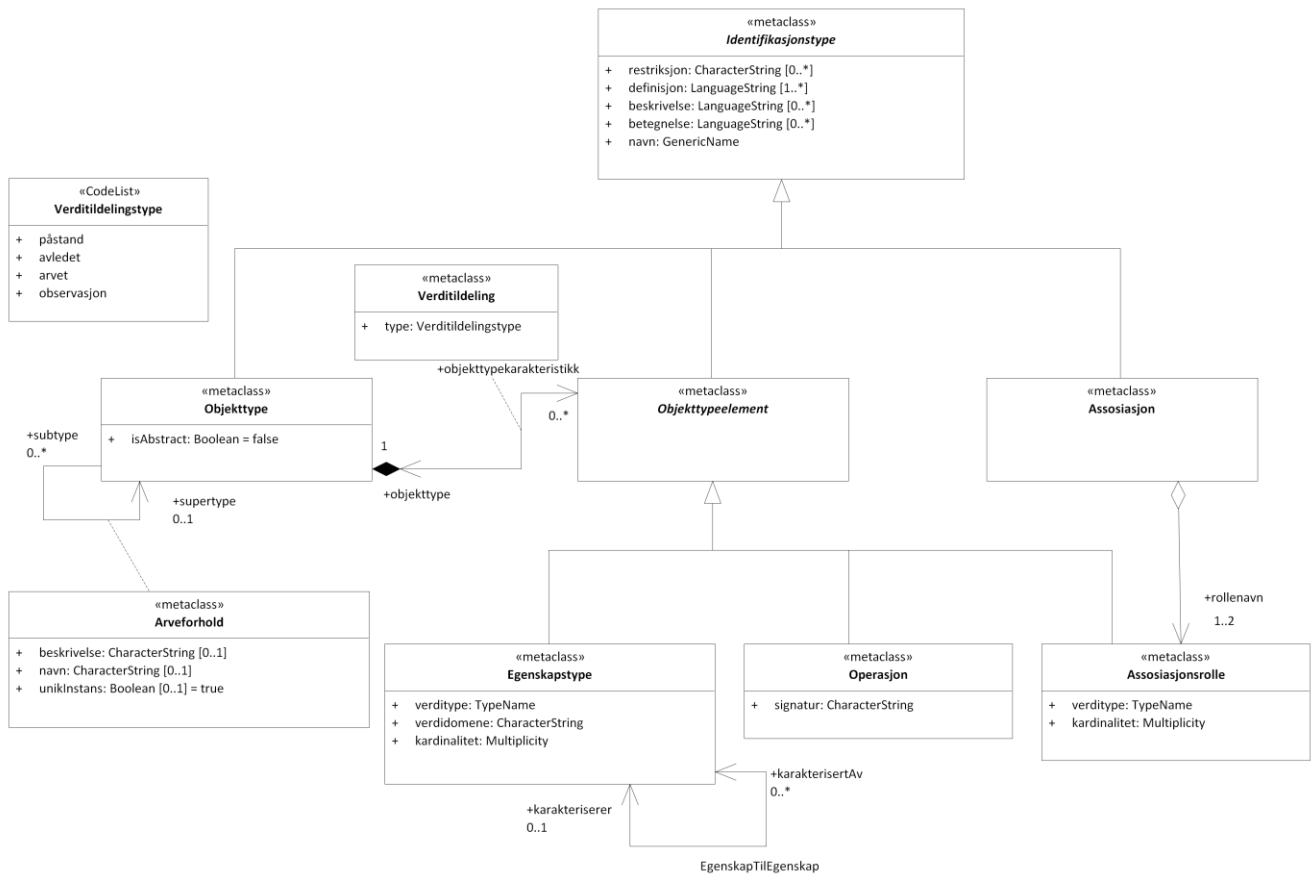 «metaclass»
Identifikasjonstype
+ restriksjon: CharacterString [0..*]
+ definisjon: LanguageString [1..*]
+ beskrivelse: LanguageString [0..*]
+ betegnelse: LanguageString [0..*]
+ navn: GenericName
«CodeList»
Verditildelingstype
+ påstand
+ avledet
+ arvet
+ observasjon
«metaclass»
Verditildeling
+ type: Verditildelingstype
+objekttypekarakteristikk
0..*
«metaclass»
Objekttype
+ isAbstract: Boolean = false
1
+objekttype
+subtype
0..*
+supertype
0..1
«metaclass»
Objekttypeelement
«metaclass»
Assosiasjon
+rollenavn
1..2
«metaclass»
Arveforhold
+ beskrivelse: CharacterString [0..1]
+ navn: CharacterString [0..1]
+ unikInstans: Boolean [0..1] = true
«metaclass»
Egenskapstype
+ verditype: TypeName
+ verdidomene: CharacterString
+ kardinalitet: Multiplicity
«metaclass»
Operasjon
+ signatur: CharacterString
«metaclass»
Assosiasjonsrolle
+ verditype: TypeName
+ kardinalitet: Multiplicity
+karakterisertAv
0..*
+karakteriserer
0..1
EgenskapTilEgenskap